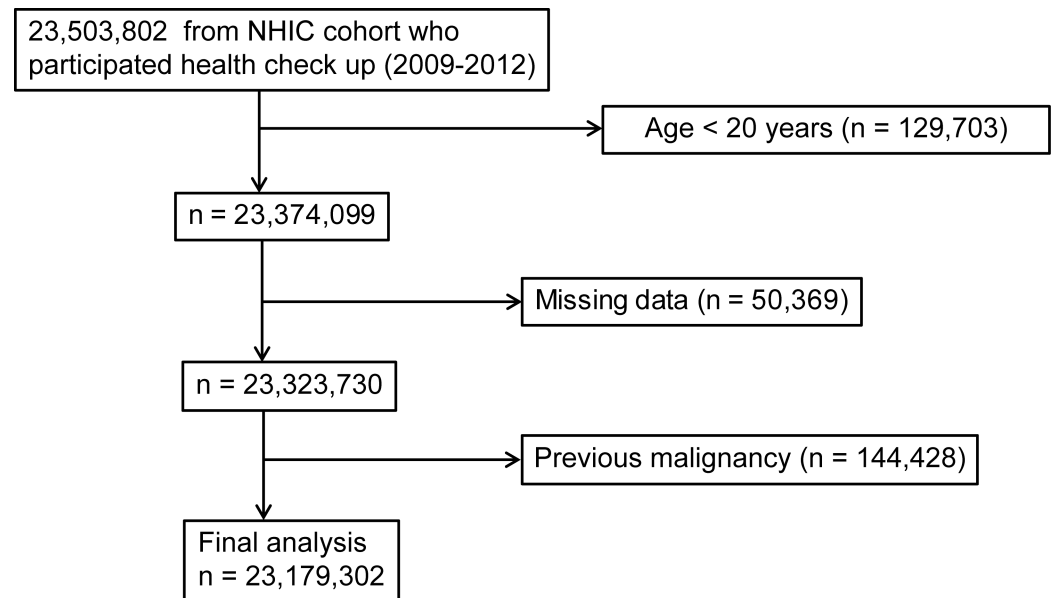 23,503,802 from NHIC cohort who
participated health check up (2009-2012)
Age < 20 years (n = 129,703)
n = 23,374,099
Missing data (n = 50,369)
n = 23,323,730
Previous malignancy (n = 144,428)
Final analysis
n = 23,179,302